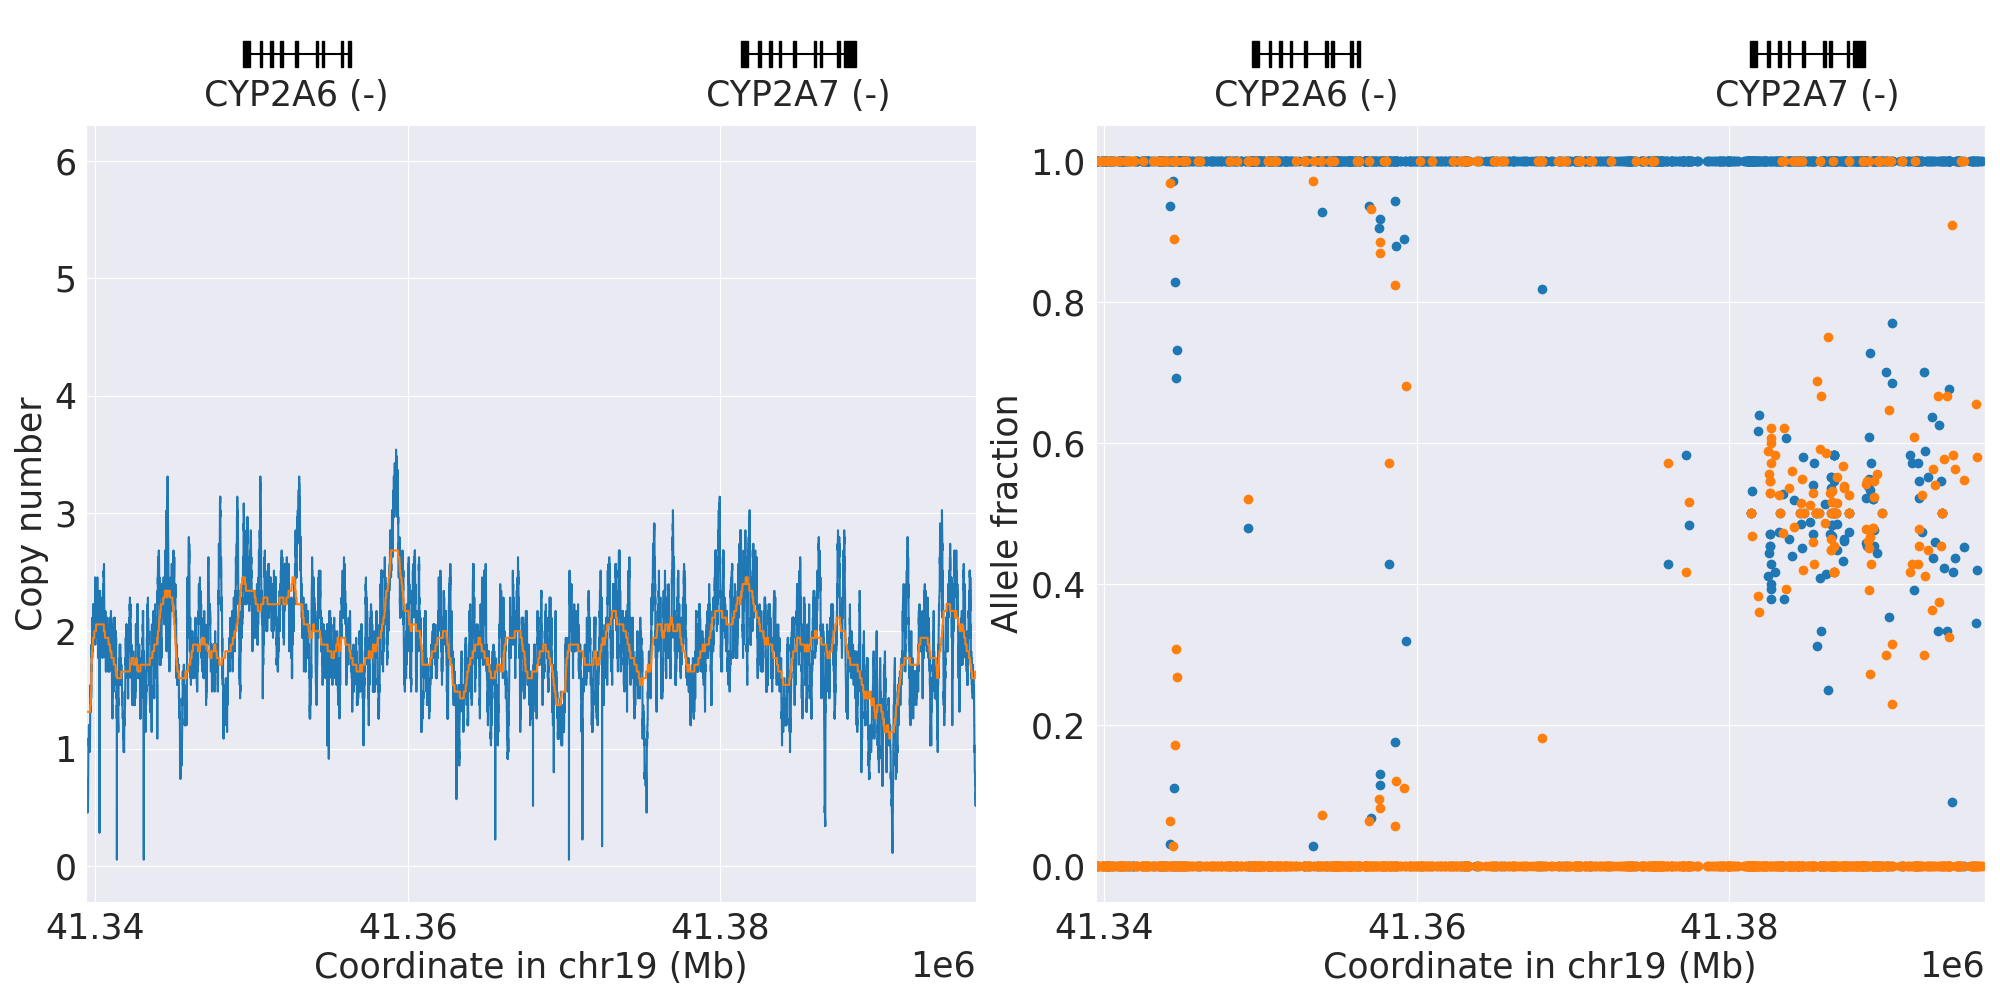 CYP2A6 (-)
CYP2A7 (-)
Copy number
6
5
4
3
2
1
0
41.34
41.36
41.38
Coordinate in chr19 (Mb)
1e6
CYP2A6 (-)
CYP2A7 (-)
Allele fraction
1.0
0.8
0.6
0.4
0.2
0.0
41.34
41.36
41.38
Coordinate in chr19 (Mb)
1e6